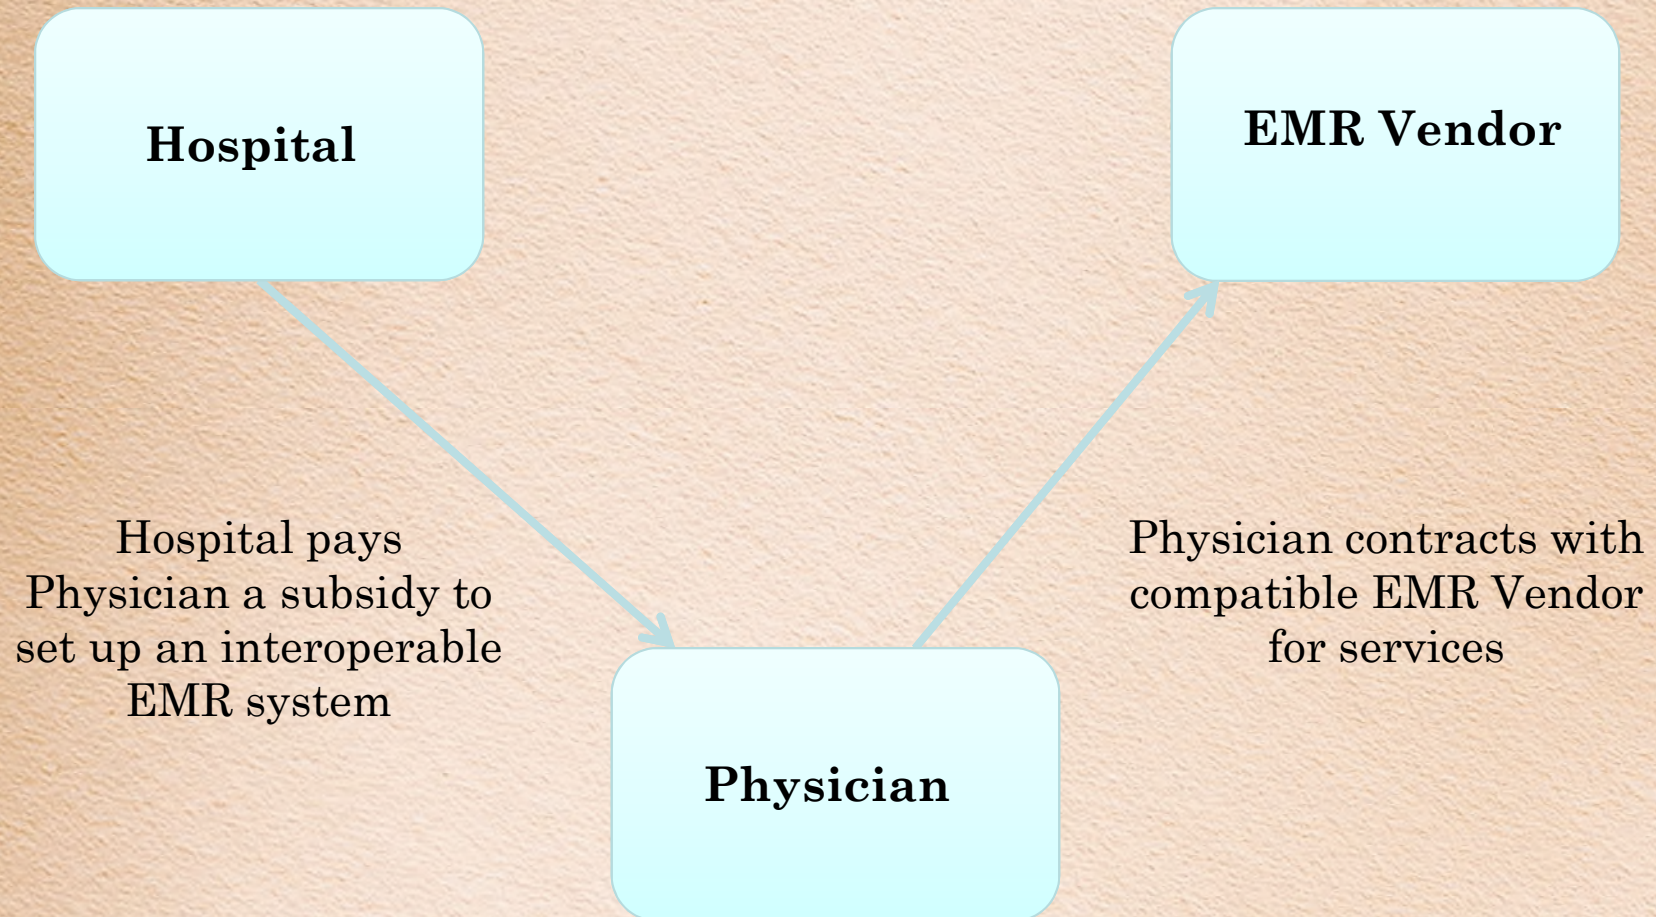 Hospital
EMR Vendor
Hospital pays
Physician a subsidy to
set up an interoperable
EMR system
Physician contracts with
compatible EMR Vendor
for services
Physician